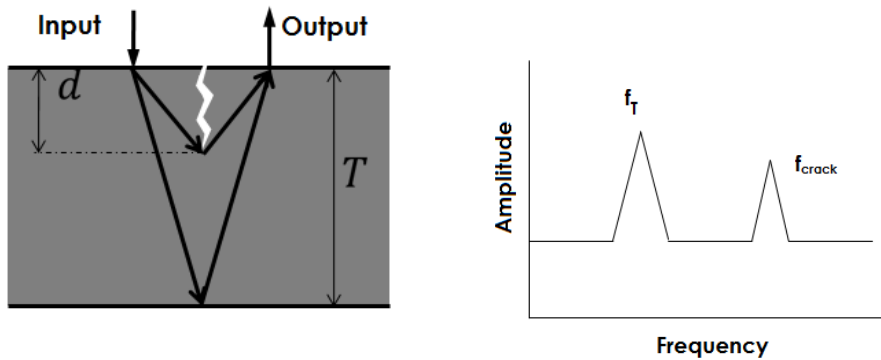 Input
Output
d
T
Amplitude
f_T
f_crack
Frequency